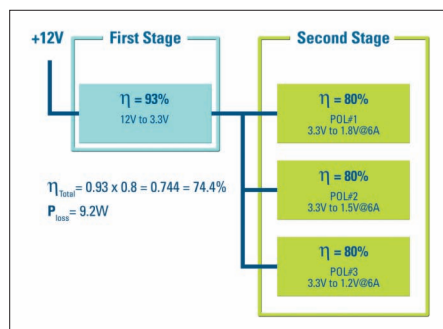 +12V
First Stage
Second Stage
η = 93%
12V to 3.3V
η = 80%
POL#1
3.3V to 1.8V@6A
η = 80%
POL#2
3.3V to 1.5V@6A
η = 80%
POL#3
3.3V to 1.2V@6A
ηTotal = 0.93 x 0.8 = 0.744 = 74.4%
Ploss = 9.2W